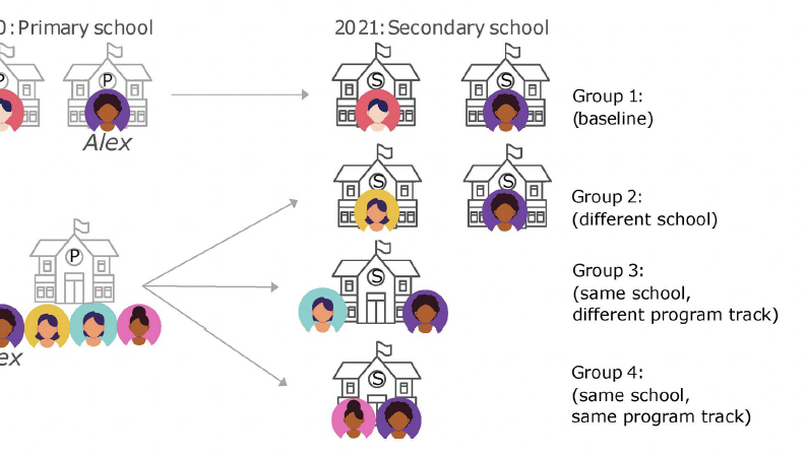 0: Primary school
2021: Secondary school
P
P
S
S
Alex
Group 1:
(baseline)
S
S
Group 2:
(different school)
P
S
Group 3:
(same school,
different program track)
ex
S
Group 4:
(same school,
same program track)